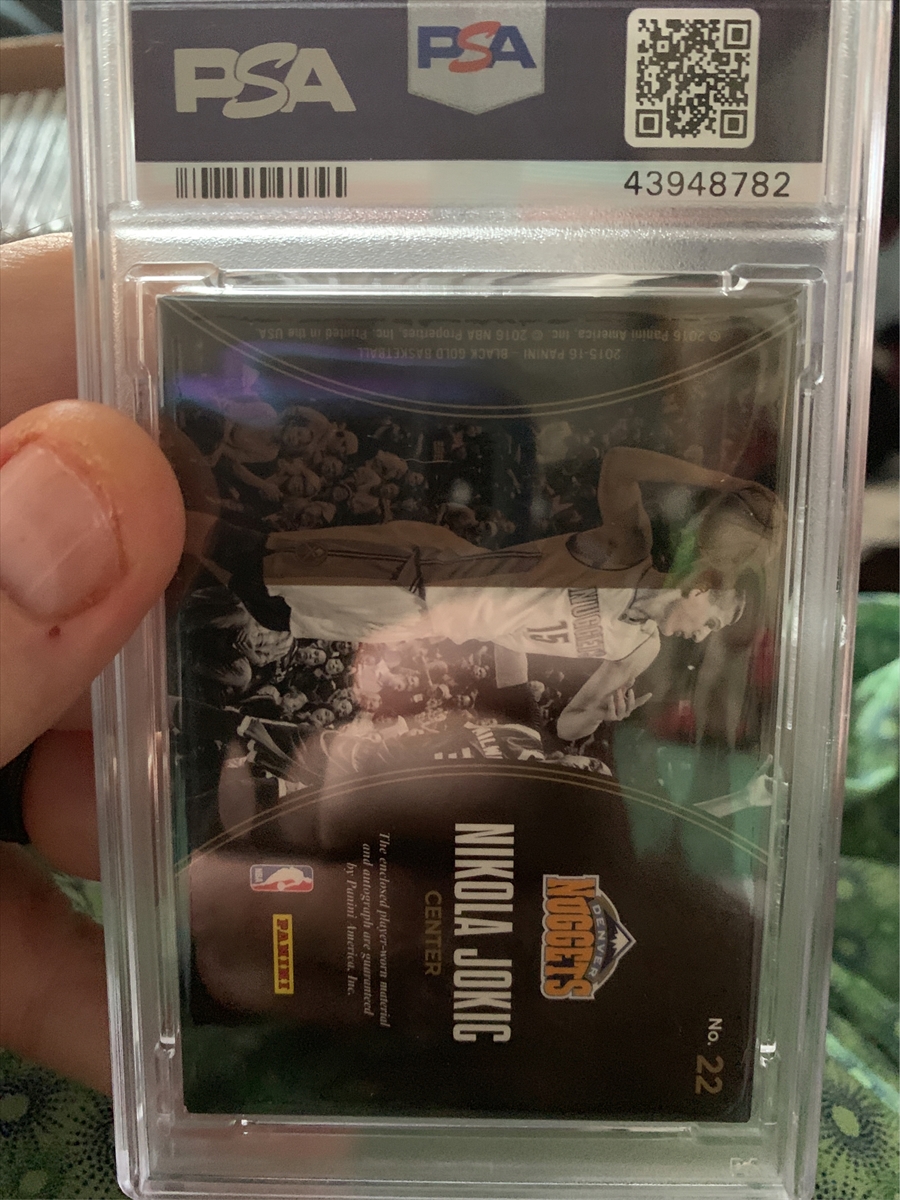 PSA
PSA
43948782
© 2016 Panini America, Inc. © 2016 NBA Properties, Inc. Printed in the USA
2015-16 PANINI - BLACK GOLD BASKETBALL
NUGGETS
15
No. 22
DENVER
NUGGETS
NIKOLA JOKIC
CENTER
The enclosed player-worn material
and autograph are guaranteed
by Panini America, Inc.
NBA
PANINI